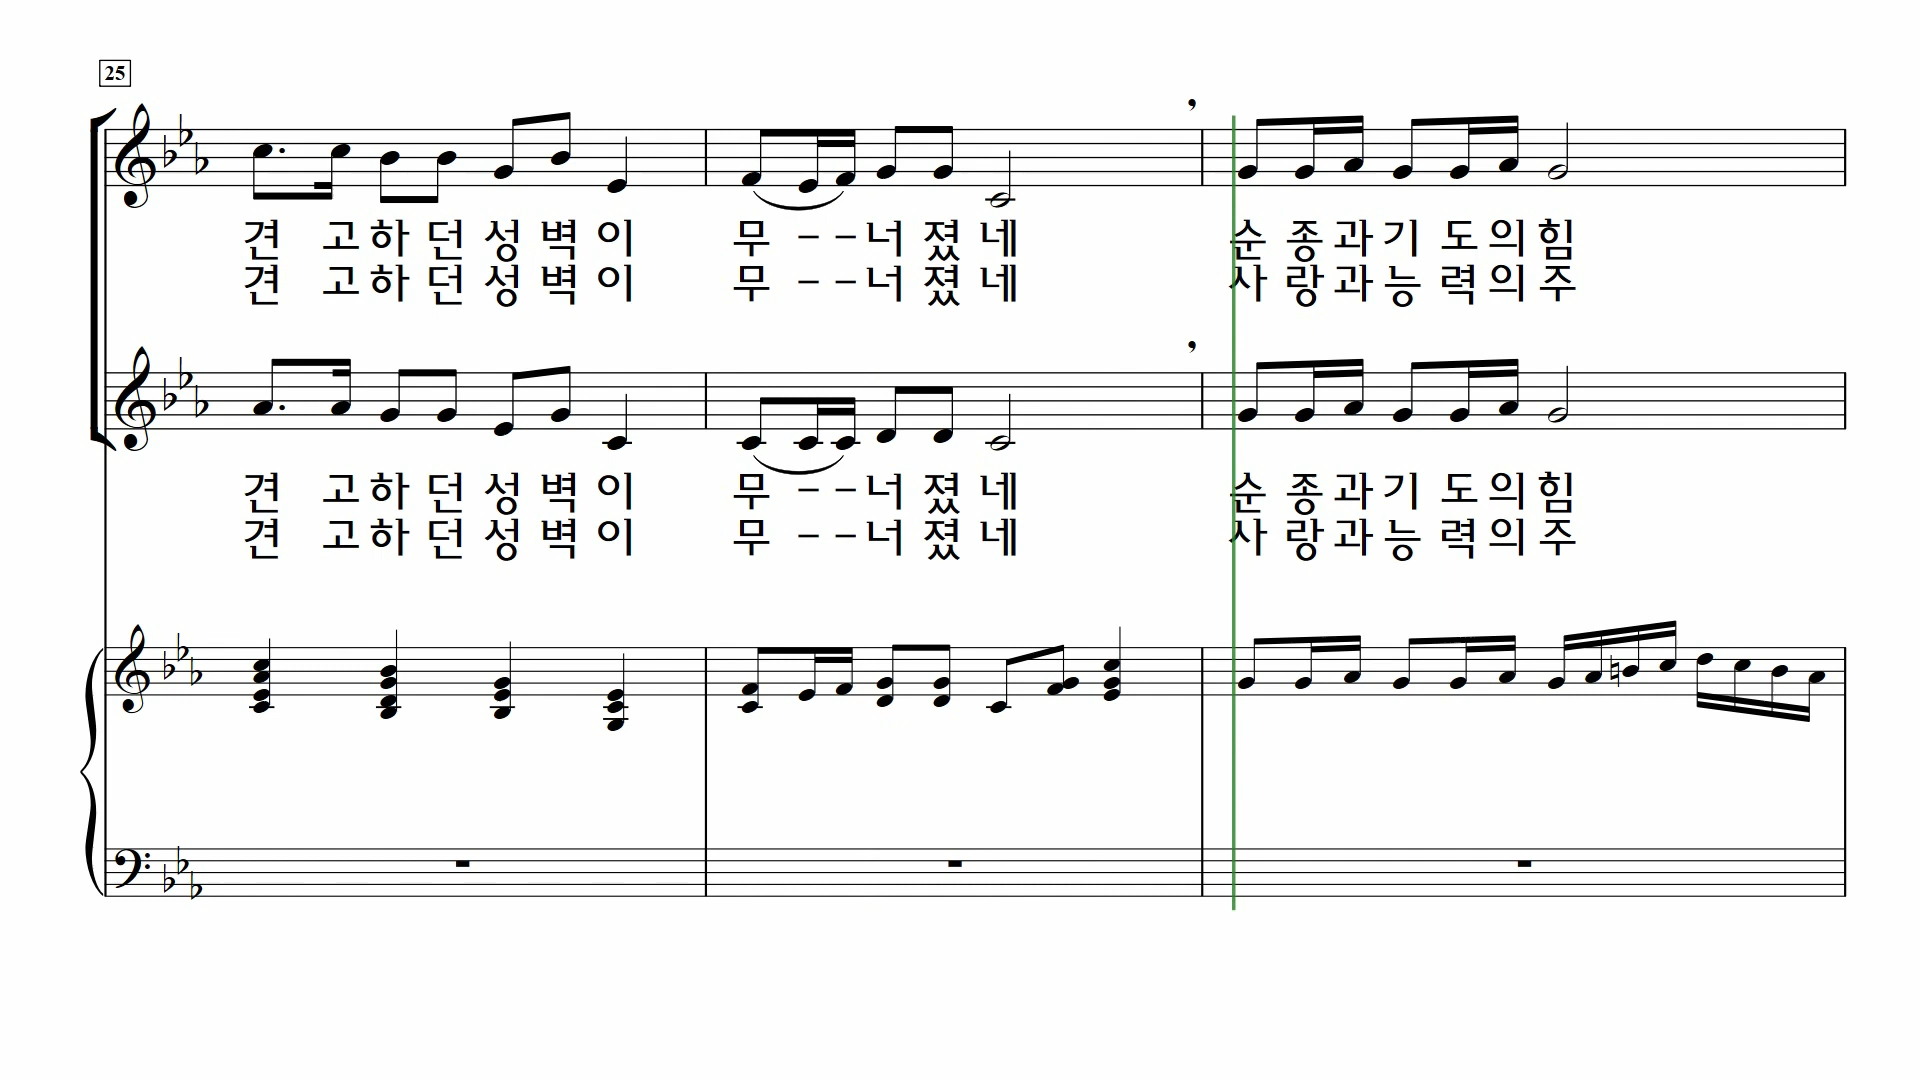 25
견 고 하 던 성 벽 이 무 - - 너 졌 네 순 종 과 기 도 의 힘
견 고 하 던 성 벽 이 무 - - 너 졌 네 사 랑 과 능 력 의 주
견 고 하 던 성 벽 이 무 - - 너 졌 네 순 종 과 기 도 의 힘
견 고 하 던 성 벽 이 무 - - 너 졌 네 사 랑 과 능 력 의 주